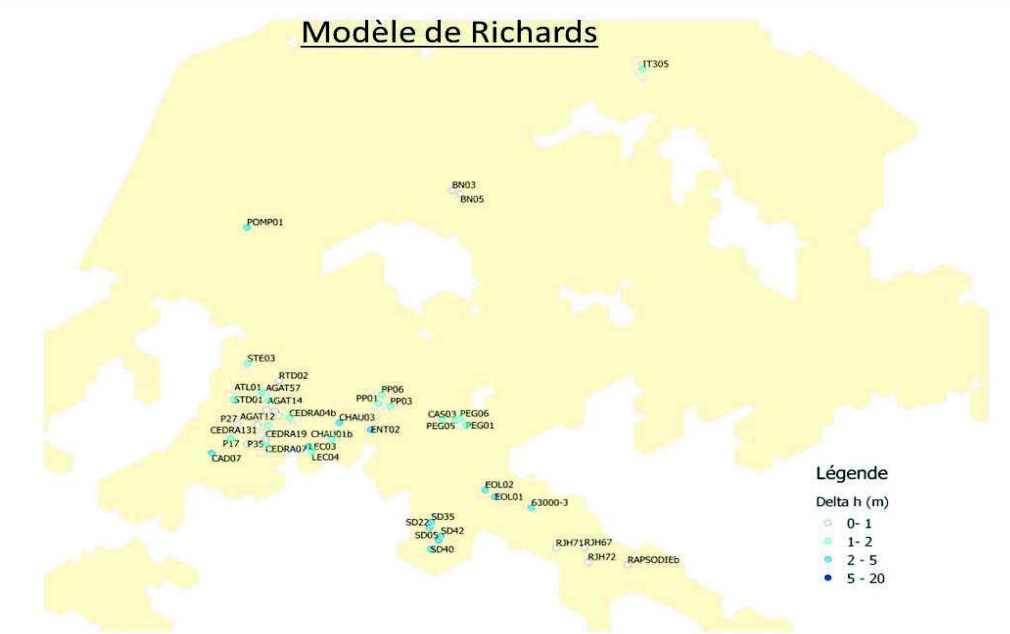 Modèle de Richards
IT305
BN03
BN05
POMP01
STE03
RTD02
ATL01 AGAT57
STD01 AGAT14
PP06
PP01 PP03
P27 AGAT12 CEDRA04b CHAU03
CAS03 PEG06
CEDRA131 CEDRA19 CHAU01b ENT02
PEG05 PEG01
P17 P35 CEDRA07 LEC03
CAD07 LEC04
EOL02
EOL01
63000-3
SD35
SD22
SD05 SD42
SD40
RJH71 RJH67
RJH72 RAPSODIEb
Légende
Delta h (m)
0- 1
1- 2
2 - 5
5 - 20